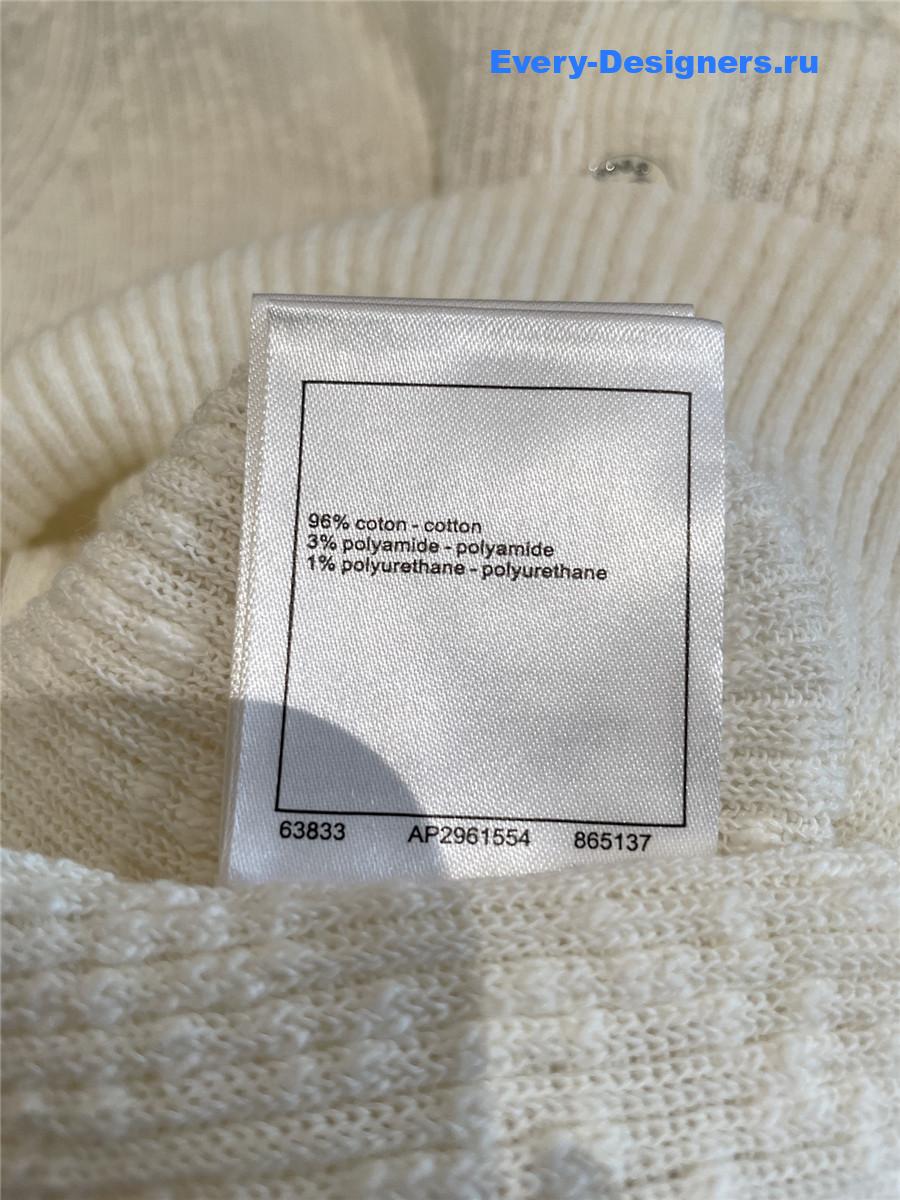 Every-Designers.ru
96% coton - cotton
3% polyamide - polyamide
1% polyurethane - polyurethane
63833 AP2961554 865137